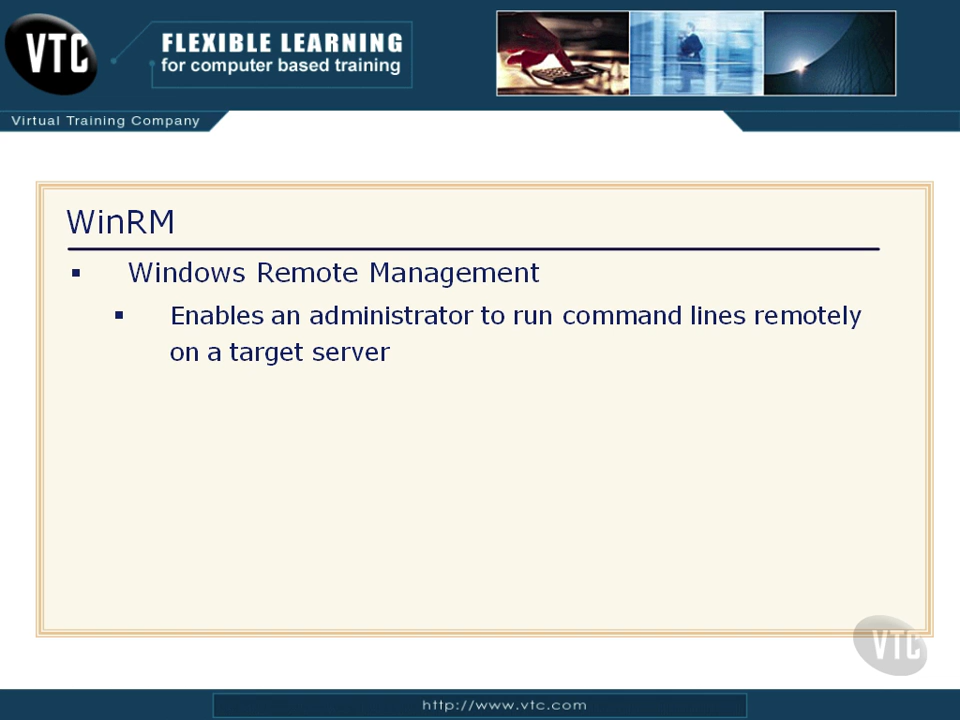 VTC
FLEXIBLE LEARNING
for computer based training
Virtual Training Company
WinRM
▪ Windows Remote Management
▪ Enables an administrator to run command lines remotely
on a target server
VTC
http://www.vtc.com